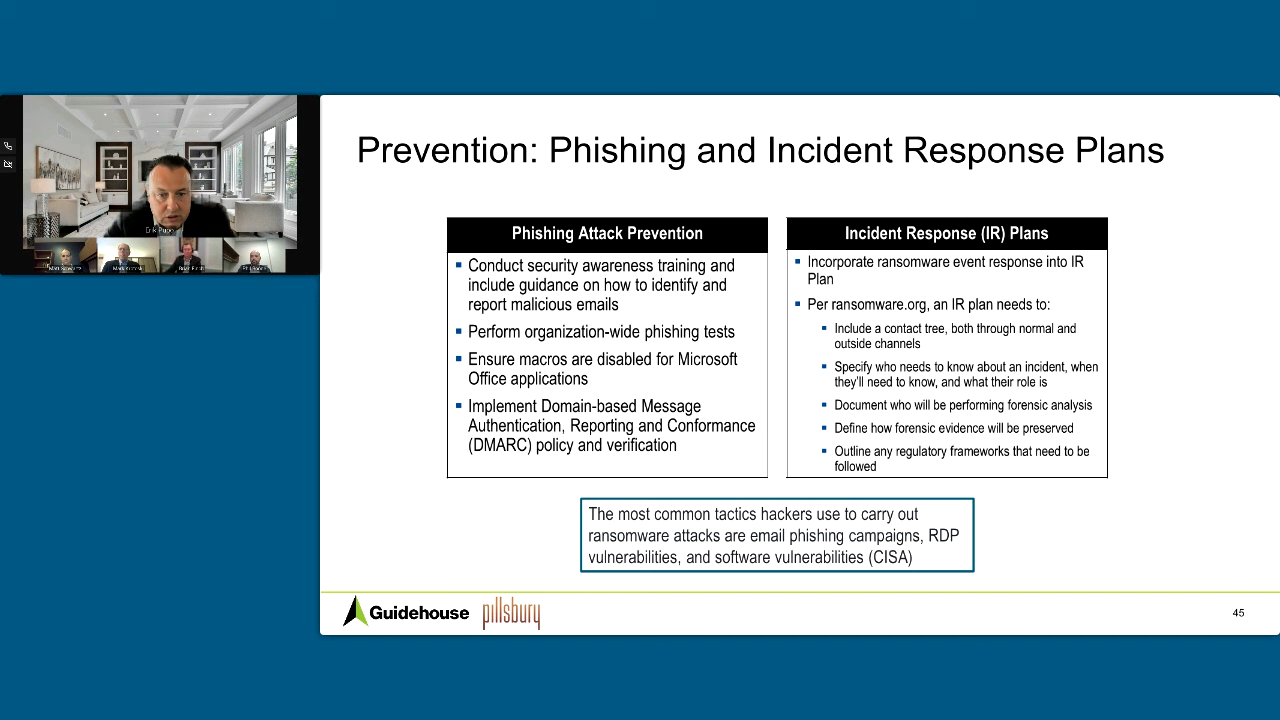 Prevention: Phishing and Incident Response Plans
Phishing Attack Prevention
Conduct security awareness training and
include guidance on how to identify and
report malicious emails
Perform organization-wide phishing tests
Ensure macros are disabled for Microsoft
Office applications
Implement Domain-based Message
Authentication, Reporting and Conformance
(DMARC) policy and verification
Incident Response (IR) Plans
Incorporate ransomware event response into IR
Plan
Per ransomware.org, an IR plan needs to:
Include a contact tree, both through normal and
outside channels
Specify who needs to know about an incident, when
they'll need to know, and what their role is
Document who will be performing forensic analysis
Define how forensic evidence will be preserved
Outline any regulatory frameworks that need to be
followed
The most common tactics hackers use to carry out
ransomware attacks are email phishing campaigns, RDP
vulnerabilities, and software vulnerabilities (CISA)
Guidehouse
pillsbury
45
Erik Pupo